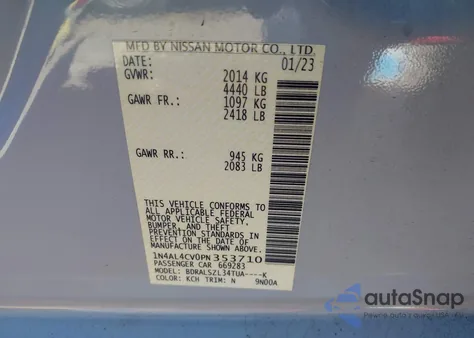 MFD BY NISSAN MOTOR CO., LTD.
DATE: 01/23
GVWR: 2014 KG
4440 LB
GAWR FR.: 1097 KG
2418 LB
GAWR RR.: 945 KG
2083 LB
THIS VEHICLE CONFORMS TO
ALL APPLICABLE FEDERAL
MOTOR VEHICLE SAFETY,
BUMPER, AND THEFT
PREVENTION STANDARDS
IN EFFECT ON THE DATE OF
MANUFACTURE SHOWN ABOVE.
1N4AL4CV0PN353710
PASSENGER CAR 669283
MODEL: BDRALSZL34TUA----K
COLOR: KCH TRIM: N 9N00A
autoSnap